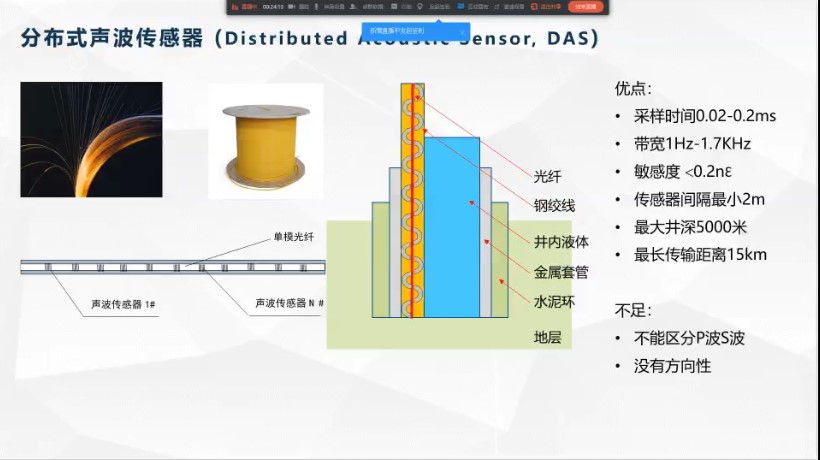 00:24:10
分布式声波传感器 (Distributed Acoustic Sensor, DAS)
单模光纤
声波传感器 1#
声波传感器 N #
光纤
钢绞线
井内液体
金属套管
水泥环
地层
优点:
• 采样时间0.02-0.2ms
• 带宽1Hz-1.7KHz
• 敏感度 <0.2nε
• 传感器间隔最小2m
• 最大井深5000米
• 最长传输距离15km
不足:
• 不能区分P波S波
• 没有方向性